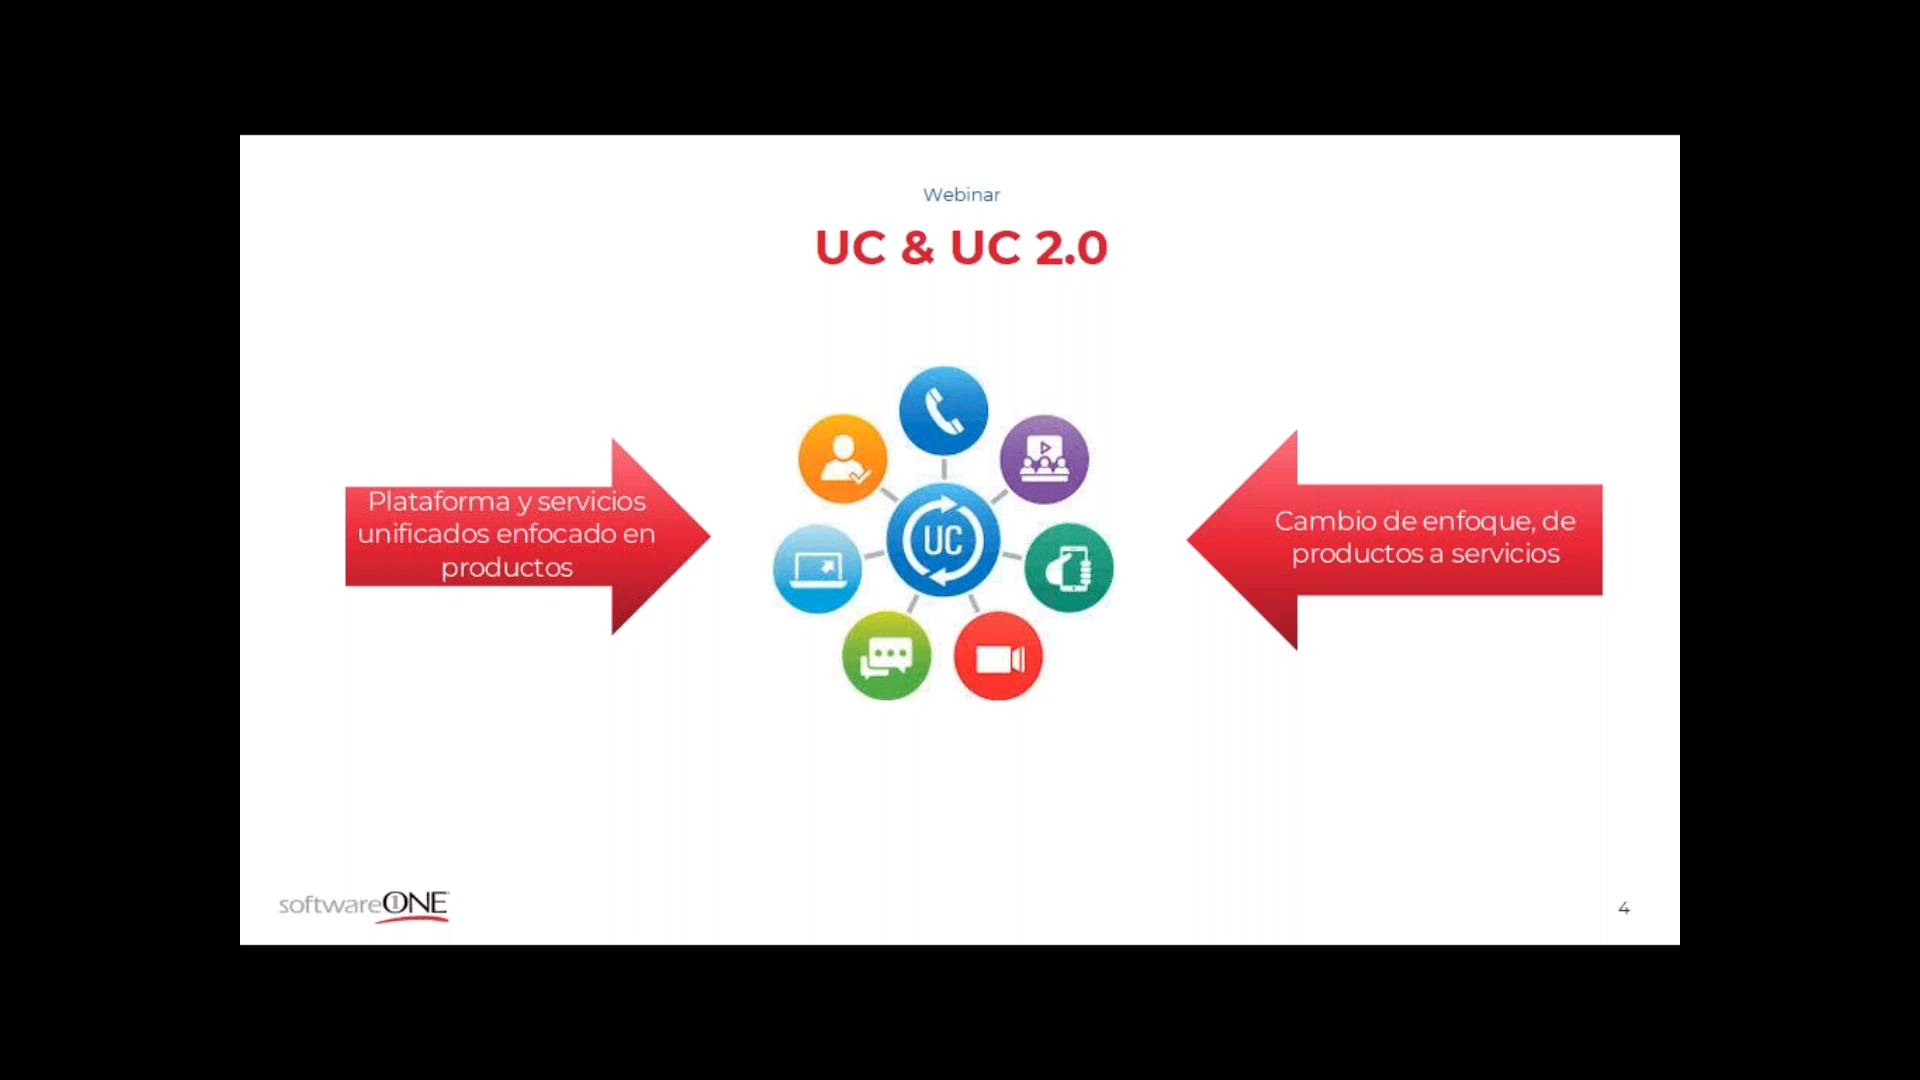 Webinar
UC & UC 2.0
Plataforma y servicios
unificados enfocado en
productos
UC
Cambio de enfoque, de
productos a servicios
softwareONE
4